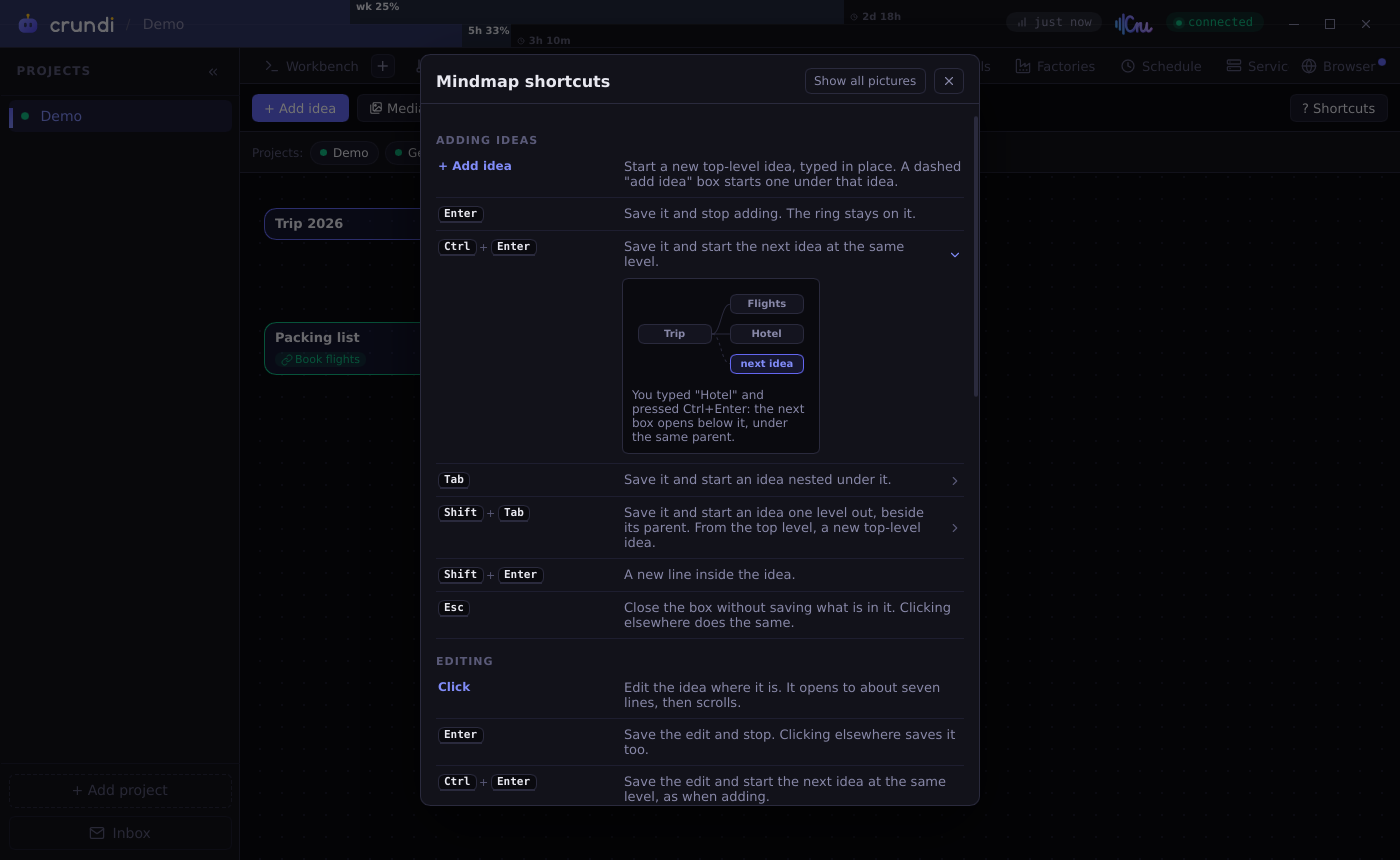 crundi / Demo
wk 25%
2d 18h
5h 33%
3h 10m
just now
Cru
connected
PROJECTS
«
Workbench
+
ls
Factories
Schedule
Servic
Browser
Demo
+ Add idea
Media
? Shortcuts
Projects:
Demo
Ge
Trip 2026
Packing list
Book flights
+ Add project
Inbox
Mindmap shortcuts
Show all pictures
ADDING IDEAS
+ Add idea
Start a new top-level idea, typed in place. A dashed
"add idea" box starts one under that idea.
Enter
Save it and stop adding. The ring stays on it.
Ctrl + Enter
Save it and start the next idea at the same
level.
Flights
Trip
Hotel
next idea
You typed "Hotel" and
pressed Ctrl+Enter: the next
box opens below it, under
the same parent.
Tab
Save it and start an idea nested under it.
Shift + Tab
Save it and start an idea one level out, beside
its parent. From the top level, a new top-level
idea.
Shift + Enter
A new line inside the idea.
Esc
Close the box without saving what is in it. Clicking
elsewhere does the same.
EDITING
Click
Edit the idea where it is. It opens to about seven
lines, then scrolls.
Enter
Save the edit and stop. Clicking elsewhere saves it
too.
Ctrl + Enter
Save the edit and start the next idea at the same
level, as when adding.